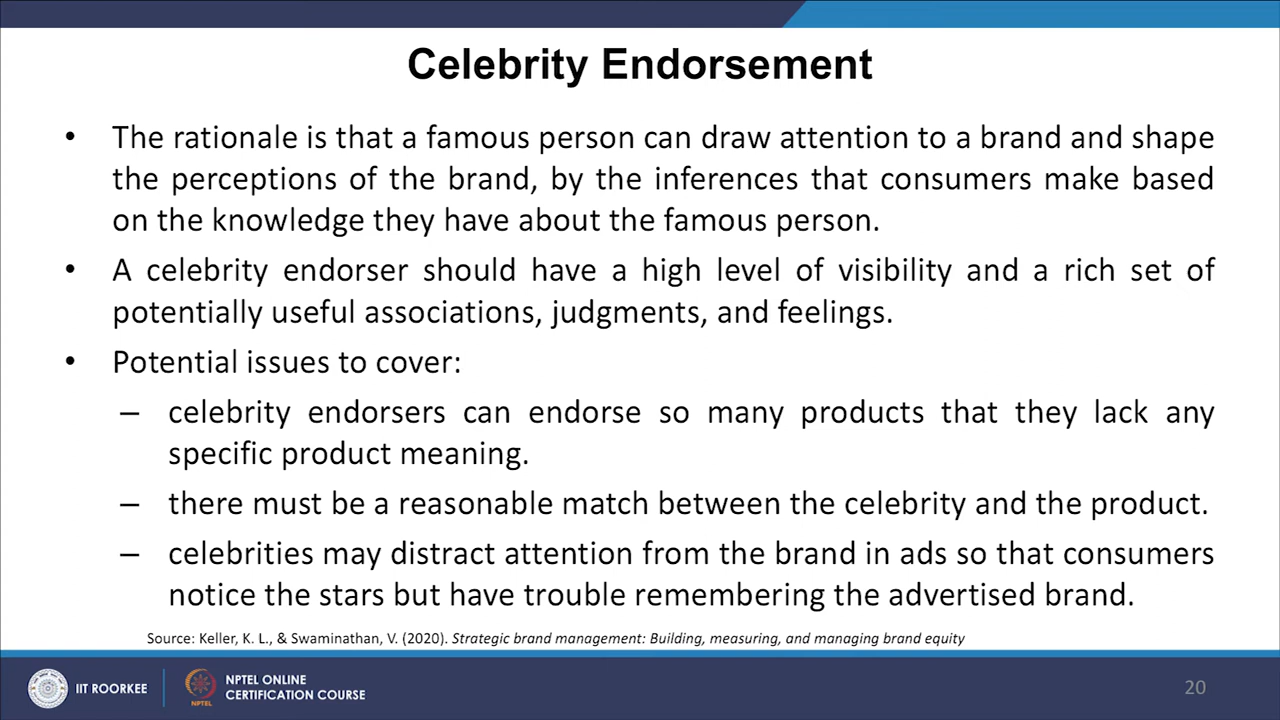 Celebrity Endorsement
• The rationale is that a famous person can draw attention to a brand and shape
the perceptions of the brand, by the inferences that consumers make based
on the knowledge they have about the famous person.
• A celebrity endorser should have a high level of visibility and a rich set of
potentially useful associations, judgments, and feelings.
• Potential issues to cover:
– celebrity endorsers can endorse so many products that they lack any
specific product meaning.
– there must be a reasonable match between the celebrity and the product.
– celebrities may distract attention from the brand in ads so that consumers
notice the stars but have trouble remembering the advertised brand.
Source: Keller, K. L., & Swaminathan, V. (2020). Strategic brand management: Building, measuring, and managing brand equity
IIT ROORKEE
NPTEL
NPTEL ONLINE
CERTIFICATION COURSE
20